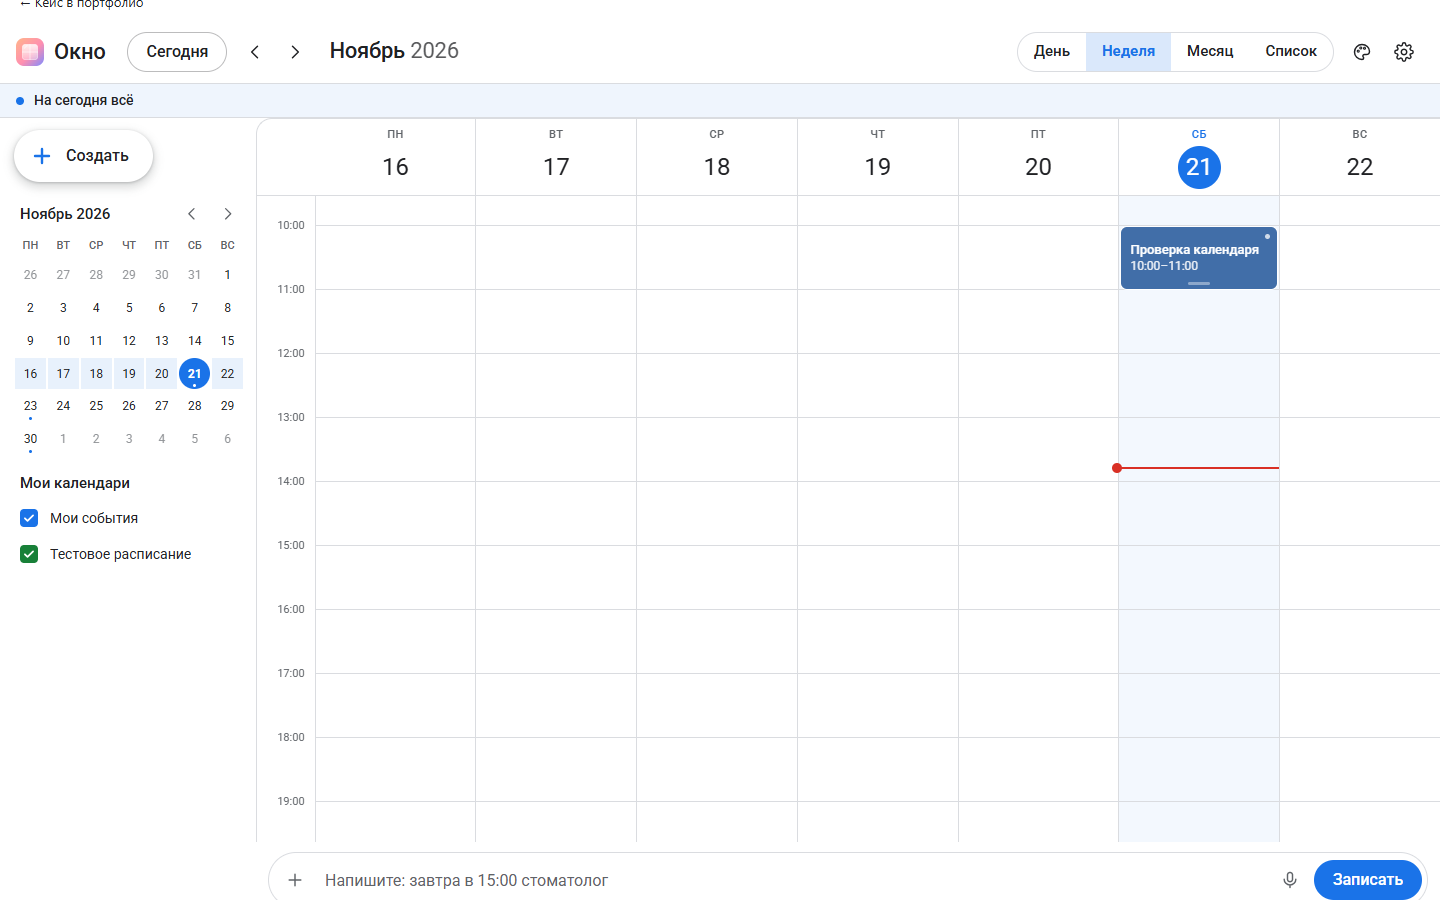 ← Кейс в портфолио
Окно
Сегодня
Ноябрь 2026
День
Неделя
Месяц
Список
На сегодня всё
Создать
Ноябрь 2026
ПН ВТ СР ЧТ ПТ СБ ВС
26 27 28 29 30 31 1
2 3 4 5 6 7 8
9 10 11 12 13 14 15
16 17 18 19 20 21 22
23 24 25 26 27 28 29
30 1 2 3 4 5 6
Мои календари
Мои события
Тестовое расписание
ПН ВТ СР ЧТ ПТ СБ ВС
16 17 18 19 20 21 22
10:00
Проверка календаря
10:00–11:00
11:00
12:00
13:00
14:00
15:00
16:00
17:00
18:00
19:00
Напишите: завтра в 15:00 стоматолог
Записать